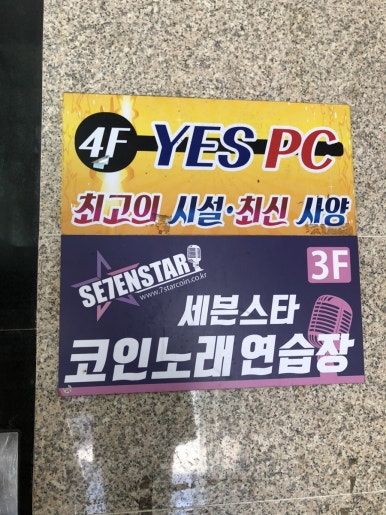 4F YES PC
최고의 시설·최신 사양
SE7ENSTAR
www.7starcoin.co.kr
3F
세븐스타
코인노래연습장